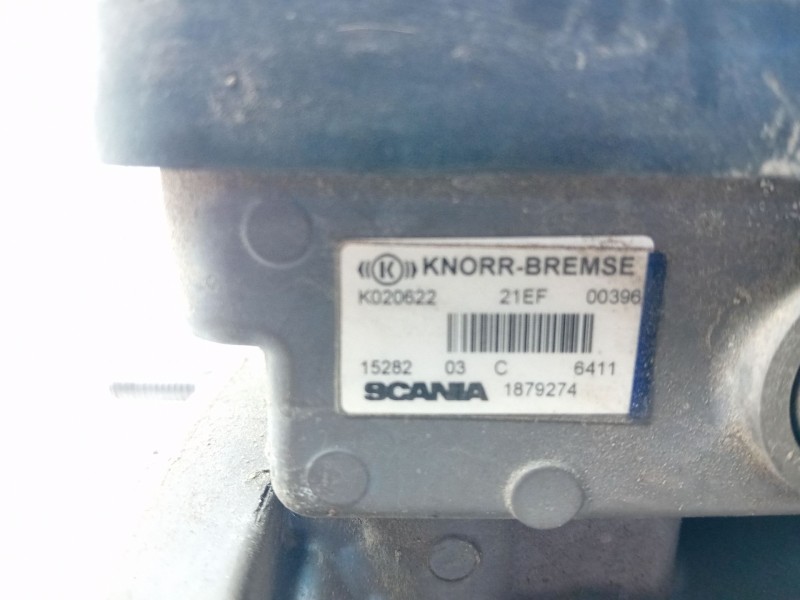 KNORR-BREMSE
K020622 21EF 00396
15282 03 C 6411
SCANIA 1879274